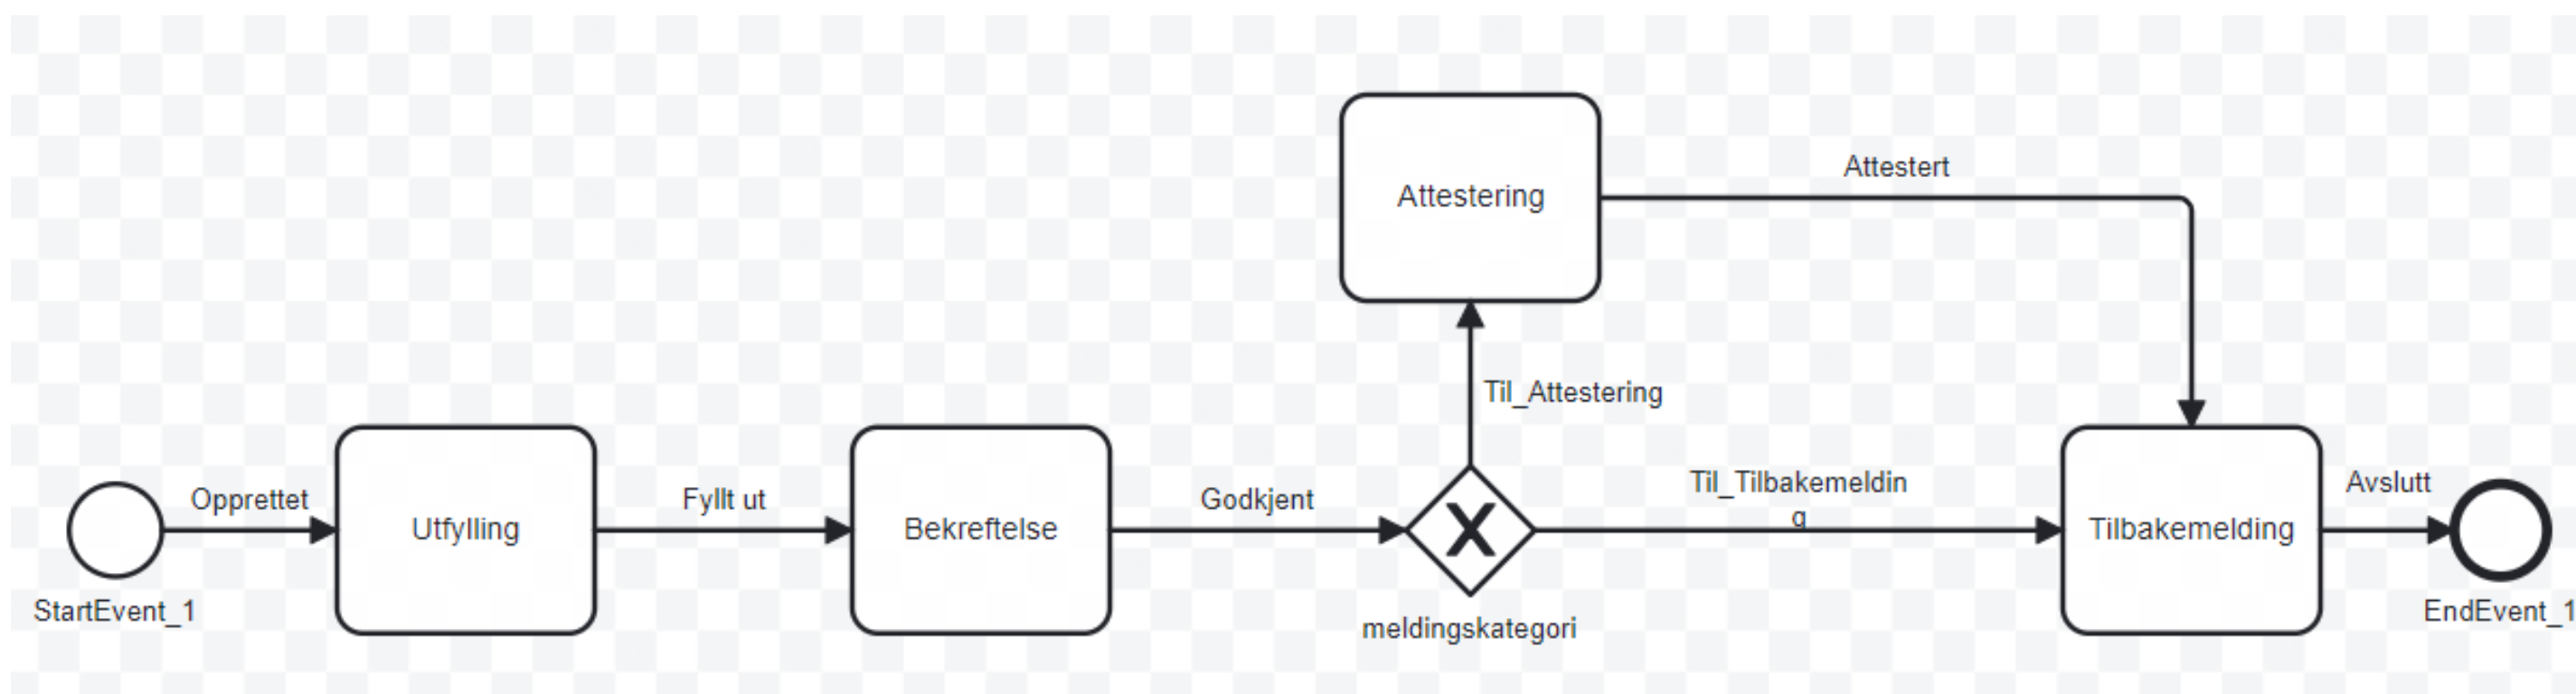 Attestering
Attestert
Til_Attestering
Opprettet
Fyllt ut
Godkjent
Til_Tilbakemeldin
g
Avslutt
Utfylling
Bekreftelse
Tilbakemelding
StartEvent_1
meldingskategori
EndEvent_1